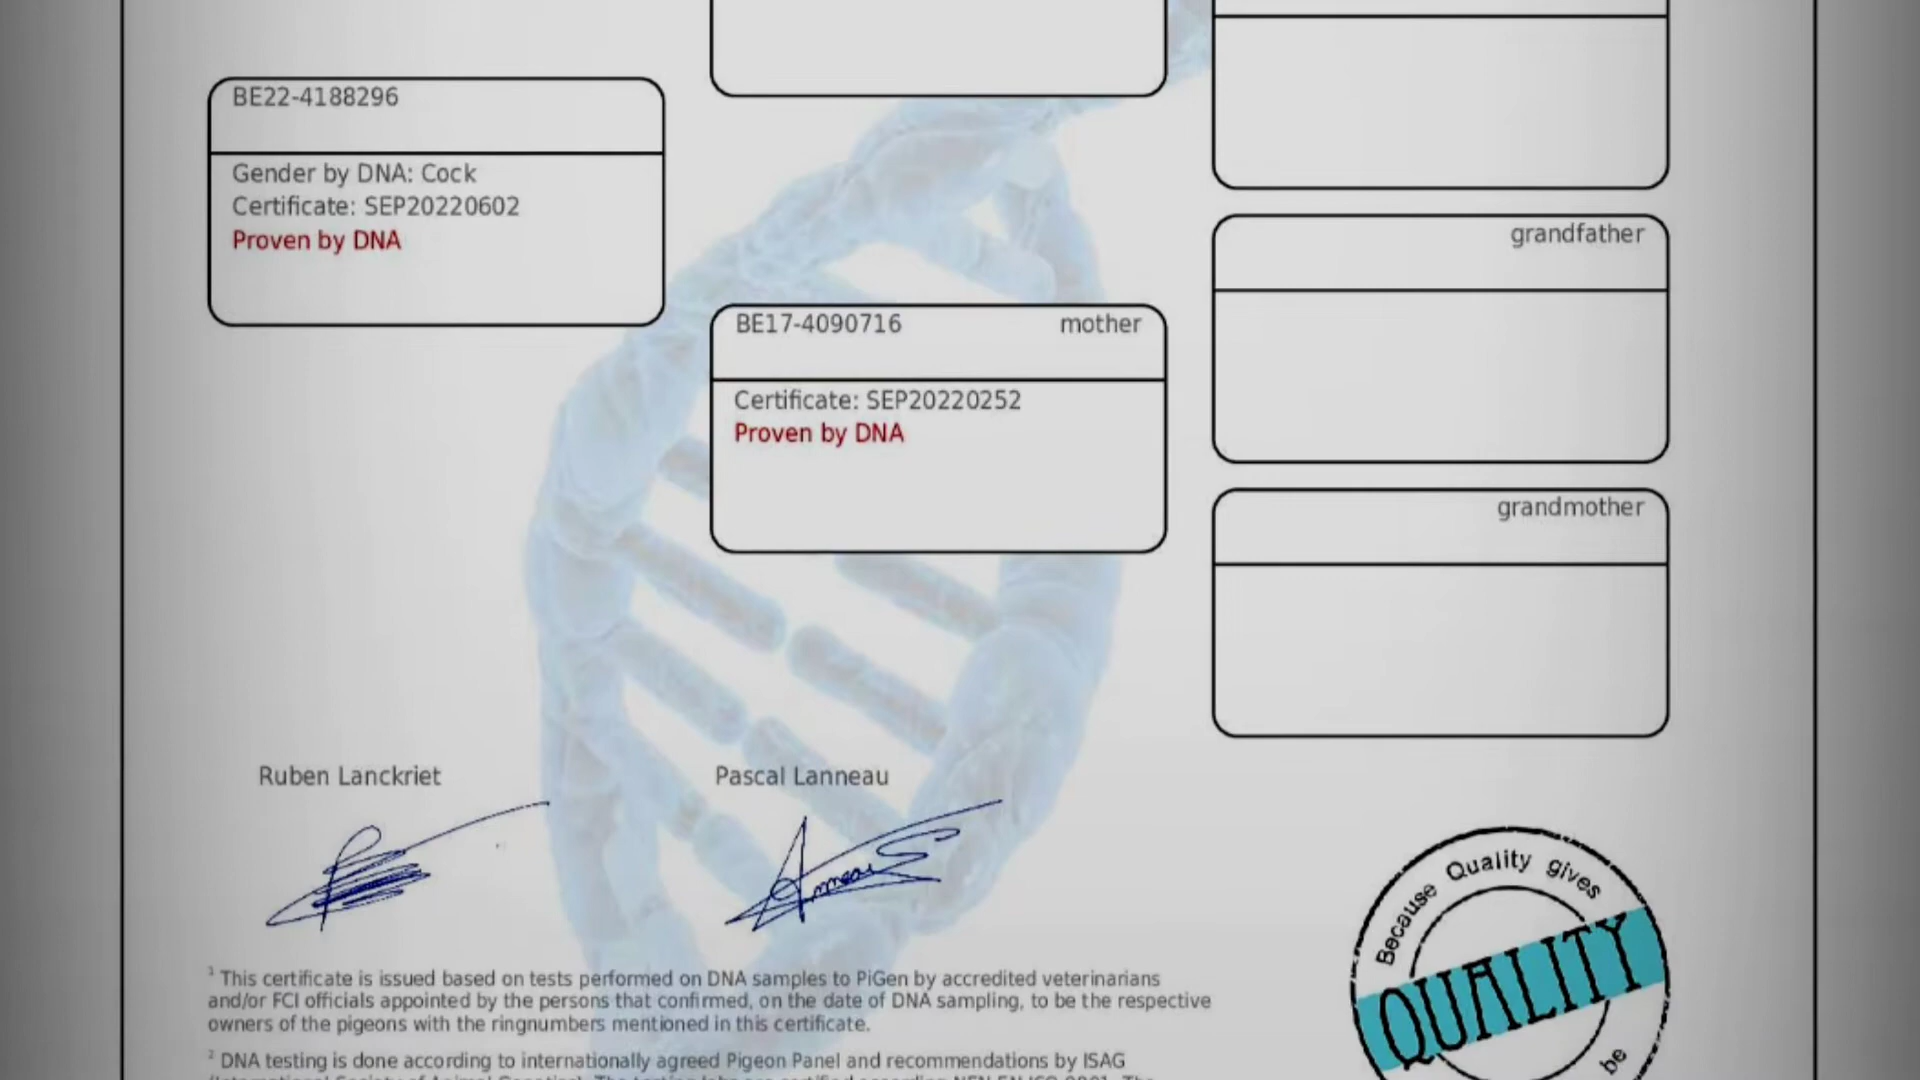 BE22-4188296
Gender by DNA: Cock
Certificate: SEP20220602
Proven by DNA
grandfather
BE17-4090716 mother
Certificate: SEP20220252
Proven by DNA
grandmother
Ruben Lanckriet
Pascal Lanneau
Because Quality gives
QUALITY
be
1 This certificate is issued based on tests performed on DNA samples to PiGen by accredited veterinarians
and/or FCI officials appointed by the persons that confirmed, on the date of DNA sampling, to be the respective
owners of the pigeons with the ringnumbers mentioned in this certificate.
2 DNA testing is done according to internationally agreed Pigeon Panel and recommendations by ISAG